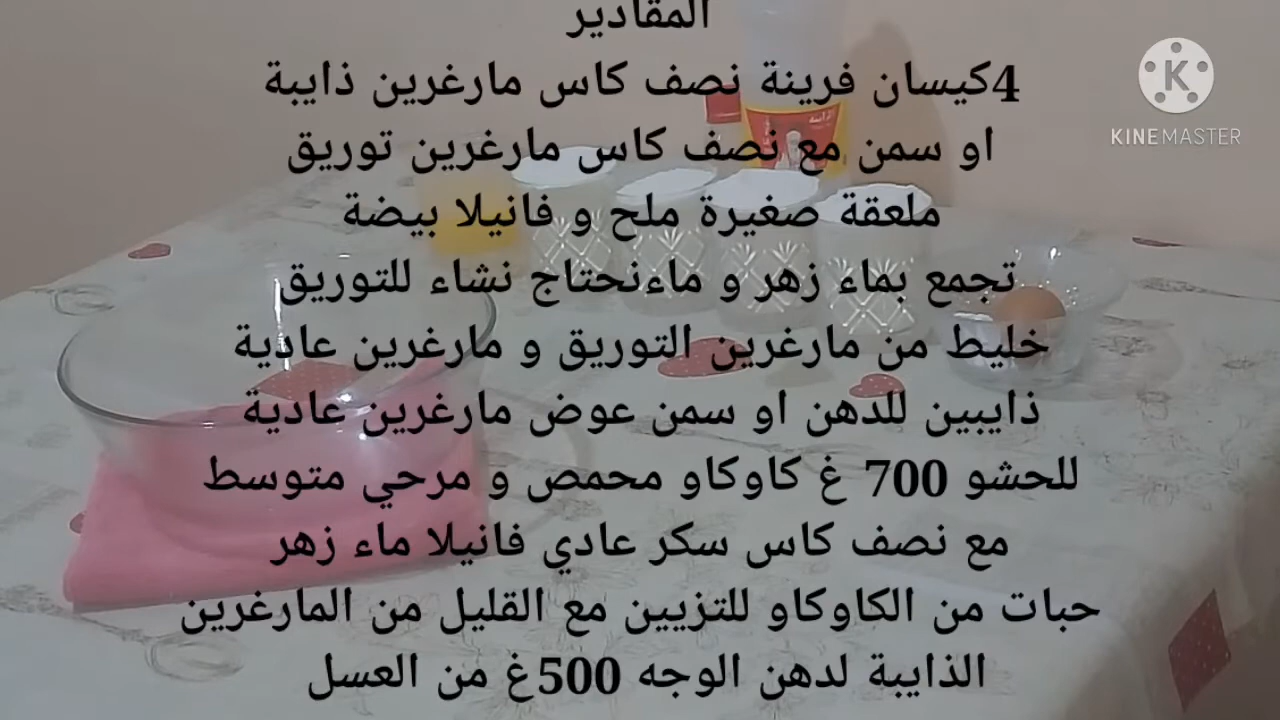 المقادير
4كيسان فرينة نصف كاس مارغرين ذايبة
او سمن مع نصف كاس مارغرين توريق
ملعقة صغيرة ملح و فانيلا بيضة
تجمع بماء زهر و ماءنحتاج نشاء للتوريق
خليط من مارغرين التوريق و مارغرين عادية
ذايبين للدهن او سمن عوض مارغرين عادية
للحشو 700 غ كاوكاو محمص و مرحي متوسط
مع نصف كاس سكر عادي فانيلا ماء زهر
حبات من الكاوكاو للتزيين مع القليل من المارغرين
الذايبة لدهن الوجه 500غ من العسل
K
KINEMASTER